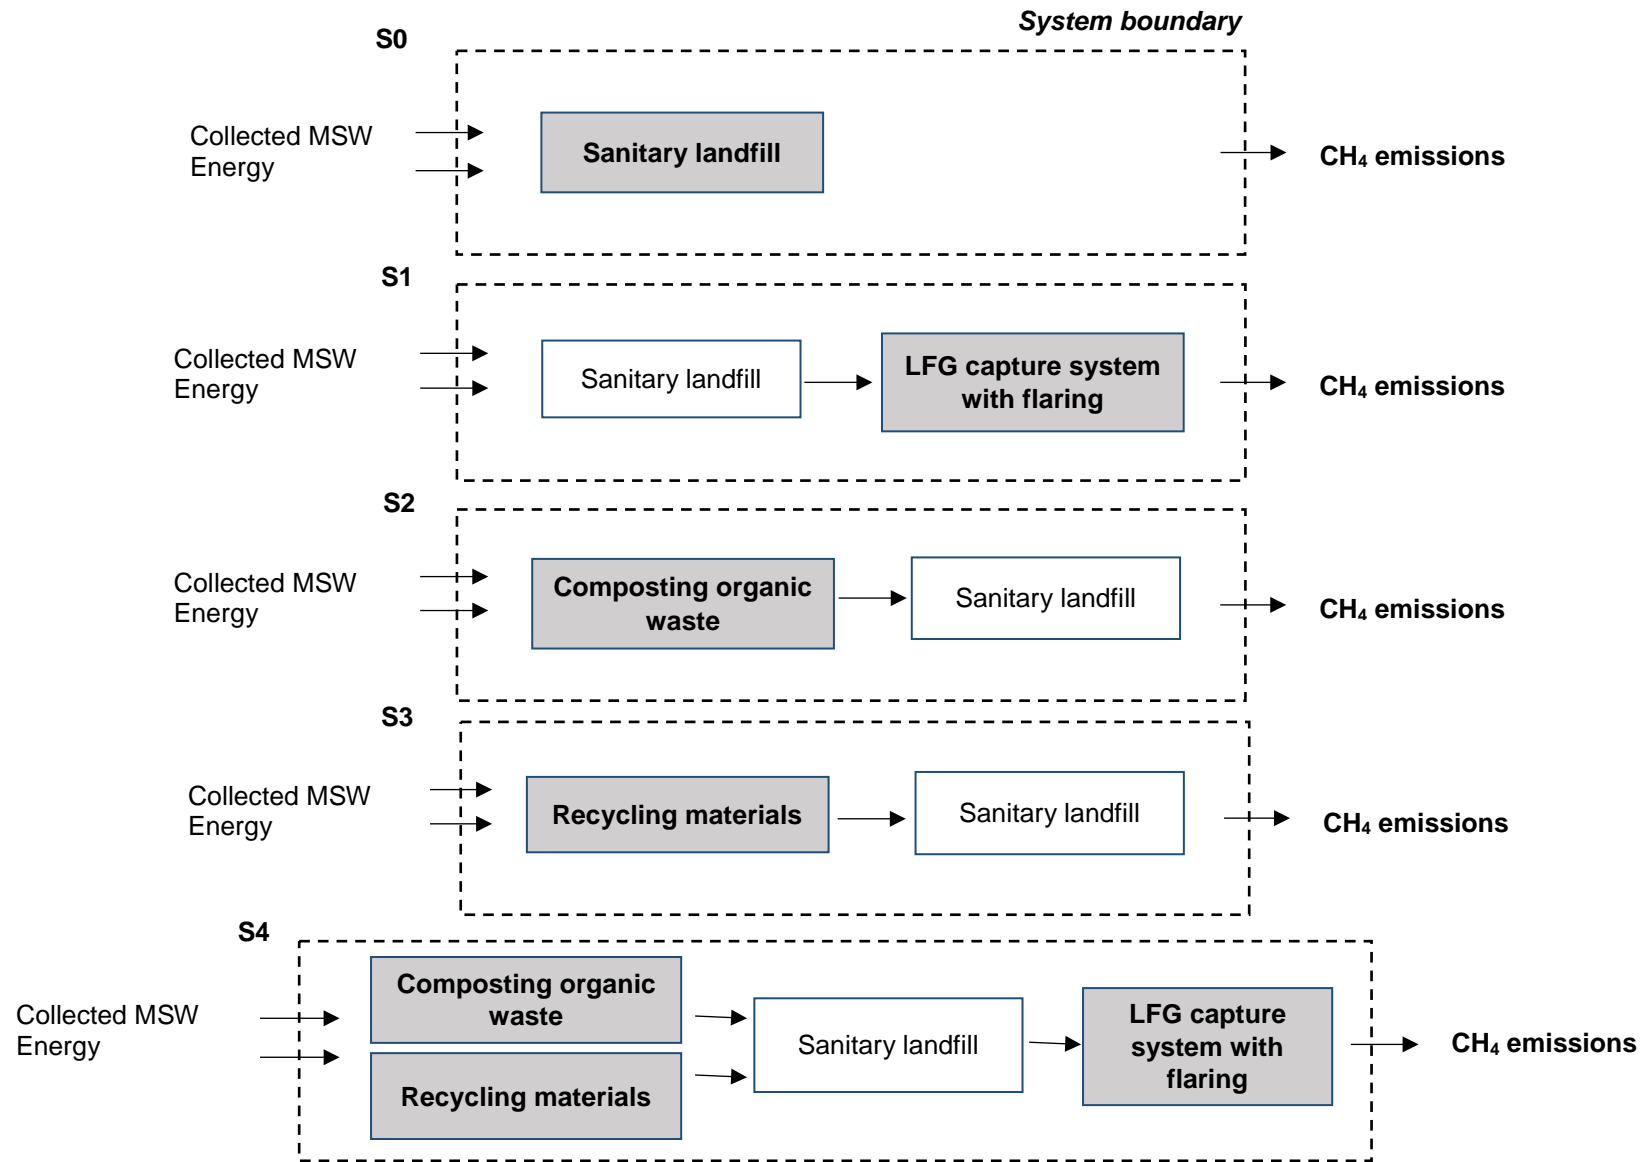 System boundary
S0
Collected MSW
Energy
Sanitary landfill
CH₄ emissions
S1
Collected MSW
Energy
Sanitary landfill
LFG capture system
with flaring
CH₄ emissions
S2
Collected MSW
Energy
Composting organic
waste
Sanitary landfill
CH₄ emissions
S3
Collected MSW
Energy
Recycling materials
Sanitary landfill
CH₄ emissions
S4
Collected MSW
Energy
Composting organic
waste
Recycling materials
Sanitary landfill
LFG capture
system with
flaring
CH₄ emissions